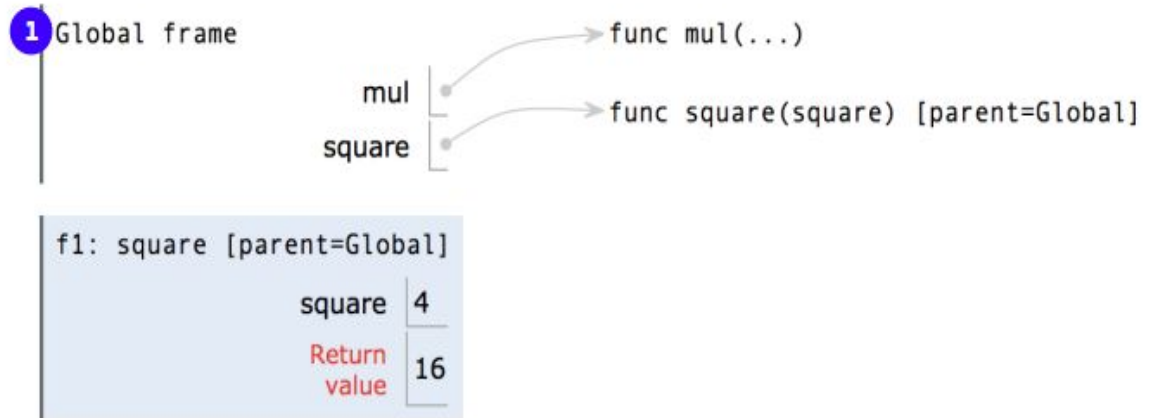 1 Global frame
func mul(...)
mul
func square(square) [parent=Global]
square
f1: square [parent=Global]
square 4
Return
value 16